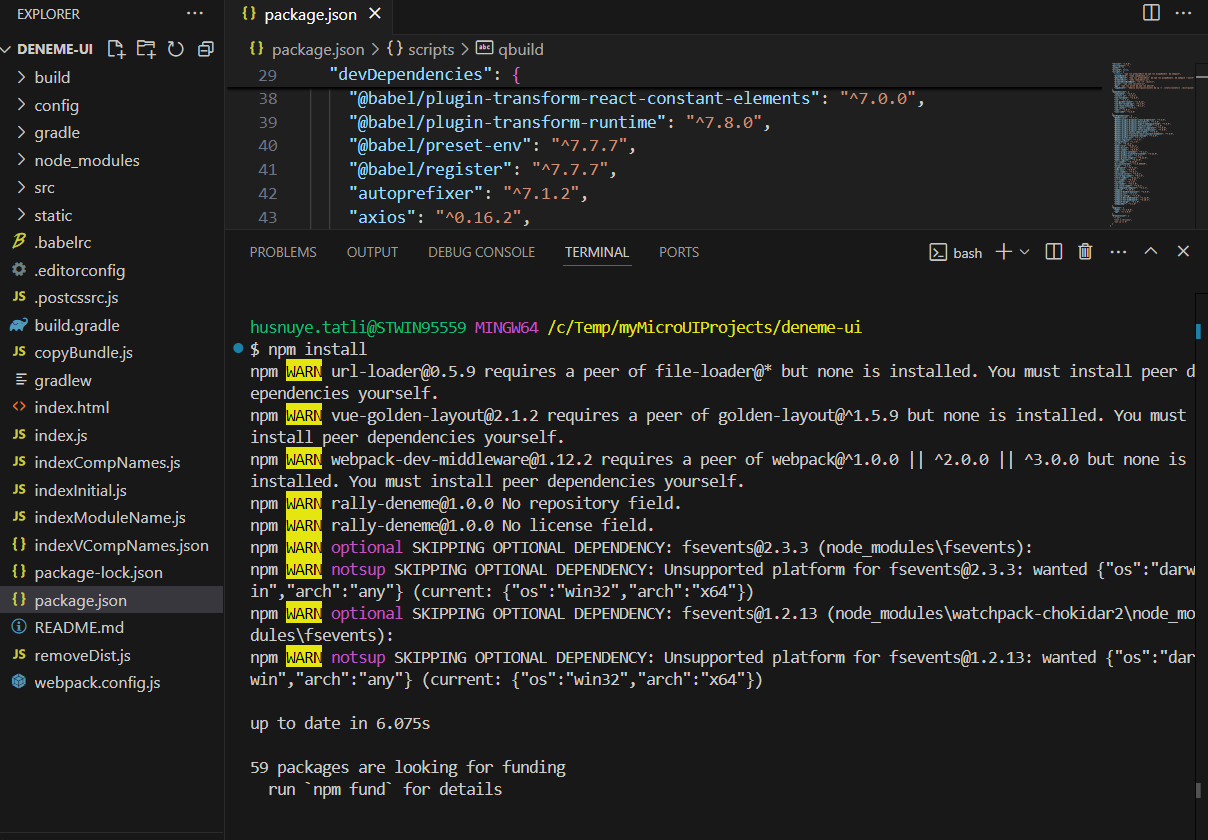 EXPLORER
DENEME-UI
build
config
gradle
node_modules
src
static
.babelrc
.editorconfig
JS .postcssrc.js
build.gradle
JS copyBundle.js
gradlew
<> index.html
JS index.js
JS indexCompNames.js
JS indexInitial.js
JS indexModuleName.js
{} indexVCompNames.json
{} package-lock.json
{} package.json
README.md
JS removeDist.js
webpack.config.js
{} package.json
{} package.json > {} scripts > abc qbuild
29 "devDependencies": {
38 "@babel/plugin-transform-react-constant-elements": "^7.0.0",
39 "@babel/plugin-transform-runtime": "^7.8.0",
40 "@babel/preset-env": "^7.7.7",
41 "@babel/register": "^7.7.7",
42 "autoprefixer": "^7.1.2",
43 "axios": "^0.16.2",
PROBLEMS OUTPUT DEBUG CONSOLE TERMINAL PORTS bash
husnuye.tatli@STWIN95559 MINGW64 /c/Temp/myMicroUIProjects/deneme-ui
$ npm install
npm WARN url-loader@0.5.9 requires a peer of file-loader@* but none is installed. You must install peer d
ependencies yourself.
npm WARN vue-golden-layout@2.1.2 requires a peer of golden-layout@^1.5.9 but none is installed. You must
install peer dependencies yourself.
npm WARN webpack-dev-middleware@1.12.2 requires a peer of webpack@^1.0.0 || ^2.0.0 || ^3.0.0 but none is
installed. You must install peer dependencies yourself.
npm WARN rally-deneme@1.0.0 No repository field.
npm WARN rally-deneme@1.0.0 No license field.
npm WARN optional SKIPPING OPTIONAL DEPENDENCY: fsevents@2.3.3 (node_modules\fsevents):
npm WARN notsup SKIPPING OPTIONAL DEPENDENCY: Unsupported platform for fsevents@2.3.3: wanted {"os":"darw
in","arch":"any"} (current: {"os":"win32","arch":"x64"})
npm WARN optional SKIPPING OPTIONAL DEPENDENCY: fsevents@1.2.13 (node_modules\watchpack-chokidar2\node_mo
dules\fsevents):
npm WARN notsup SKIPPING OPTIONAL DEPENDENCY: Unsupported platform for fsevents@1.2.13: wanted {"os":"dar
win","arch":"any"} (current: {"os":"win32","arch":"x64"})
up to date in 6.075s
59 packages are looking for funding
run `npm fund` for details